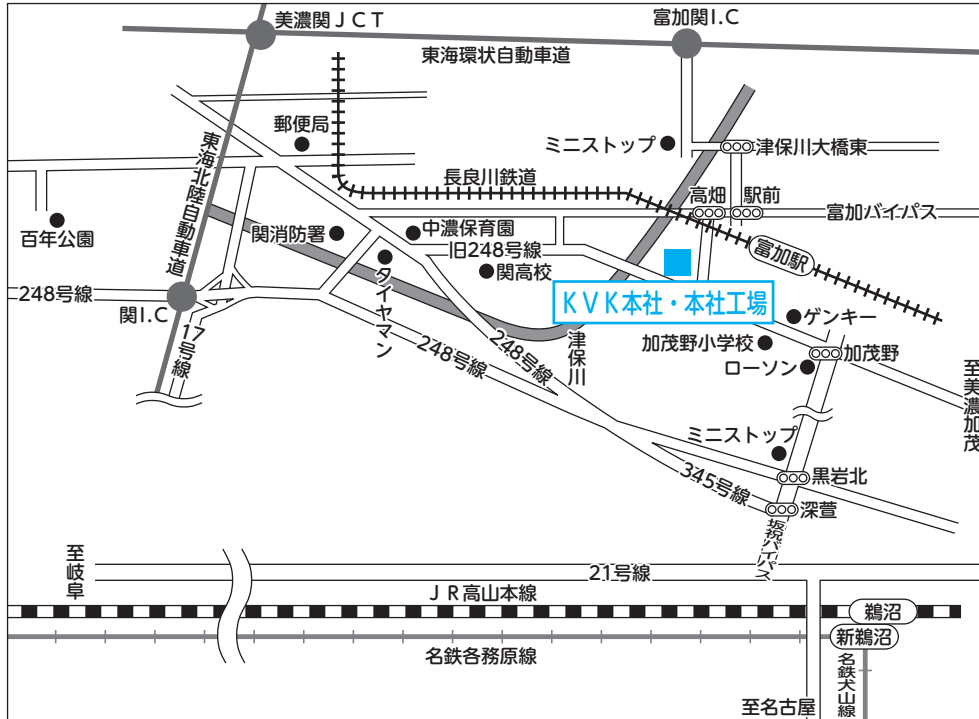 美濃関JCT
富加関I.C
東海環状自動車道
郵便局
ミニストップ
津保川大橋東
東海北陸自動車道
長良川鉄道
高畑
駅前
富加バイパス
百年公園
関消防署
中濃保育園
旧248号線
関高校
富加駅
タイヤマン
248号線
関I.C
KVK本社・本社工場
ゲンキー
17号線
248号線
248号線
津保川
加茂野小学校
加茂野
ローソン
至美濃加茂
ミニストップ
345号線
黒岩北
深萱
坂祝バイパス
至岐阜
21号線
JR高山本線
鵜沼
新鵜沼
名鉄各務原線
名鉄犬山線
至名古屋